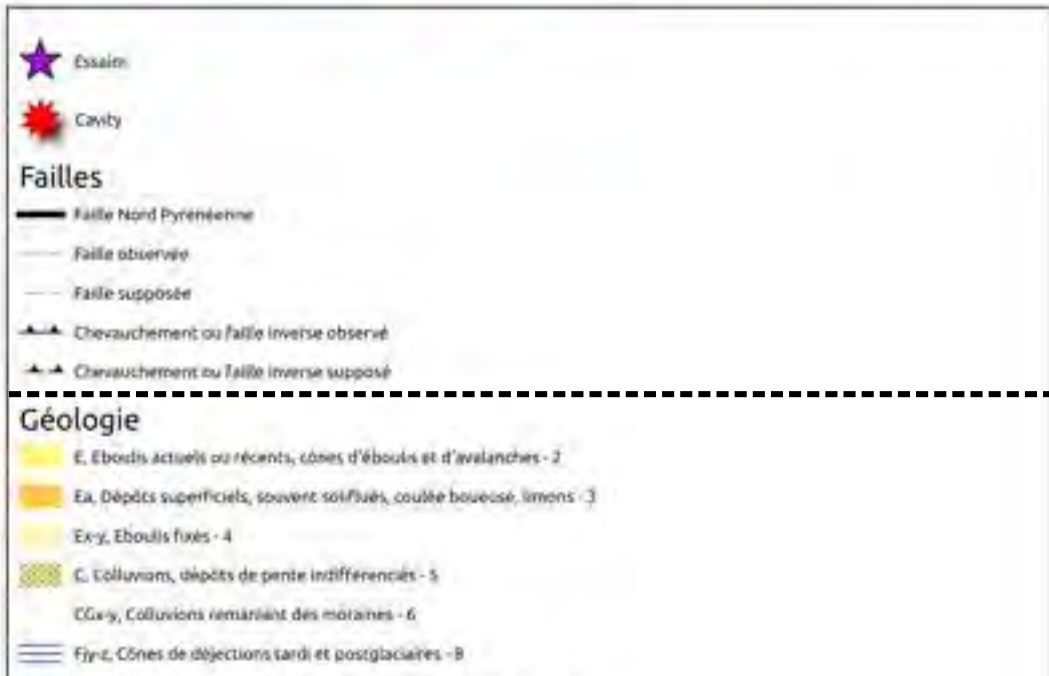 Essaim
Cavity
Failles
Faille Nord Pyrénéenne
Faille observée
Faille supposée
Chevauchement ou faille inverse observé
Chevauchement ou faille inverse supposé
Géologie
E, Eboulis actuels ou récents, cônes d'éboulis et d'avalanches - 2
Ea, Dépôts superficiels, souvent soliflués, coulée boueuse, limons - 3
Ex-y, Eboulis fixés - 4
C, Colluvions, dépôts de pente indifférenciés - 5
CGx-y, Colluvions remaniant des moraines - 6
Fjy-z, Cônes de déjections tardi et postglaciaires - 8